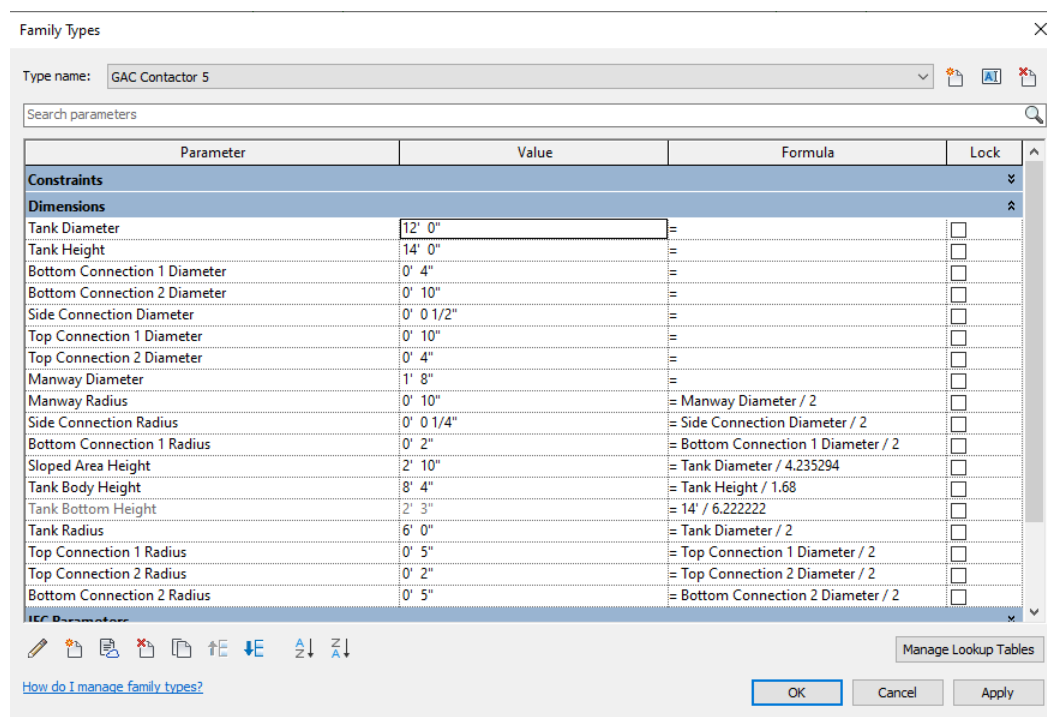 Family Types
Type name: GAC Contactor 5
Search parameters
Parameter Value Formula Lock
Constraints
Dimensions
Tank Diameter 12' 0" =
Tank Height 14' 0" =
Bottom Connection 1 Diameter 0' 4" =
Bottom Connection 2 Diameter 0' 10" =
Side Connection Diameter 0' 0 1/2" =
Top Connection 1 Diameter 0' 10" =
Top Connection 2 Diameter 0' 4" =
Manway Diameter 1' 8" =
Manway Radius 0' 10" = Manway Diameter / 2
Side Connection Radius 0' 0 1/4" = Side Connection Diameter / 2
Bottom Connection 1 Radius 0' 2" = Bottom Connection 1 Diameter / 2
Sloped Area Height 2' 10" = Tank Diameter / 4.235294
Tank Body Height 8' 4" = Tank Height / 1.68
Tank Bottom Height 2' 3" = 14' / 6.222222
Tank Radius 6' 0" = Tank Diameter / 2
Top Connection 1 Radius 0' 5" = Top Connection 1 Diameter / 2
Top Connection 2 Radius 0' 2" = Top Connection 2 Diameter / 2
Bottom Connection 2 Radius 0' 5" = Bottom Connection 2 Diameter / 2
IFC Parameters
Manage Lookup Tables
How do I manage family types?
OK Cancel Apply